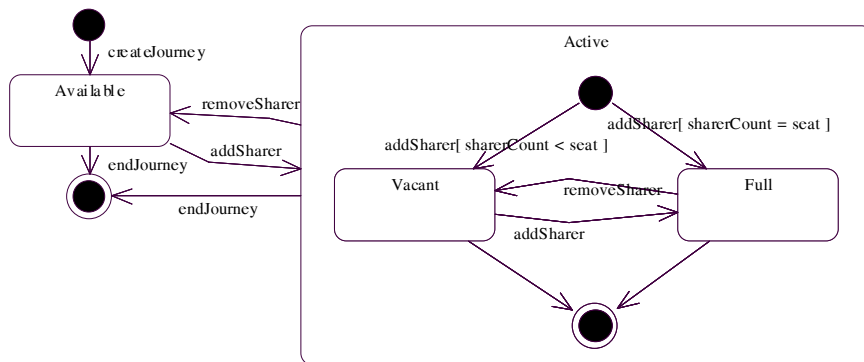 createJourney
Active
Available
removeSharer
addSharer[ sharerCount = seat ]
addSharer[ sharerCount < seat ]
endJourney
addSharer
Vacant
removeSharer
Full
endJourney
addSharer